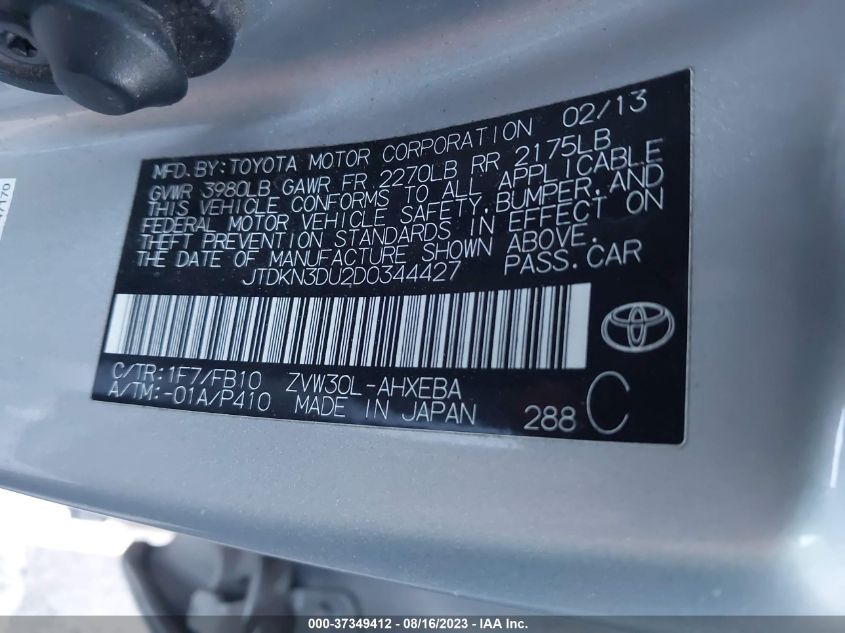 MFD. BY: TOYOTA MOTOR CORPORATION 02/13
GVWR 3980LB GAWR FR 2270LB RR 2175LB
THIS VEHICLE CONFORMS TO ALL APPLICABLE
FEDERAL MOTOR VEHICLE SAFETY, BUMPER, AND
THEFT PREVENTION STANDARDS IN EFFECT ON
THE DATE OF MANUFACTURE SHOWN ABOVE.
JTDKN3DU2D0344427 PASS. CAR
C/TR: 1F7/FB10 ZVW30L-AHXEBA
A/TM: -01A/P410 MADE IN JAPAN 288 C
000-37349412 - 08/16/2023 - Copyright IAA, Inc.